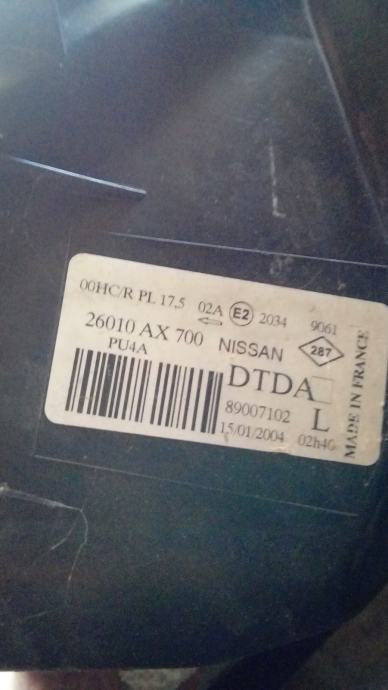 00HC/R PL 17.5 02A E2 2034 9061
26010 AX 700 NISSAN 287
PU4A
DTDA
89007102 L
15/01/2004 02h40
MADE IN FRANCE